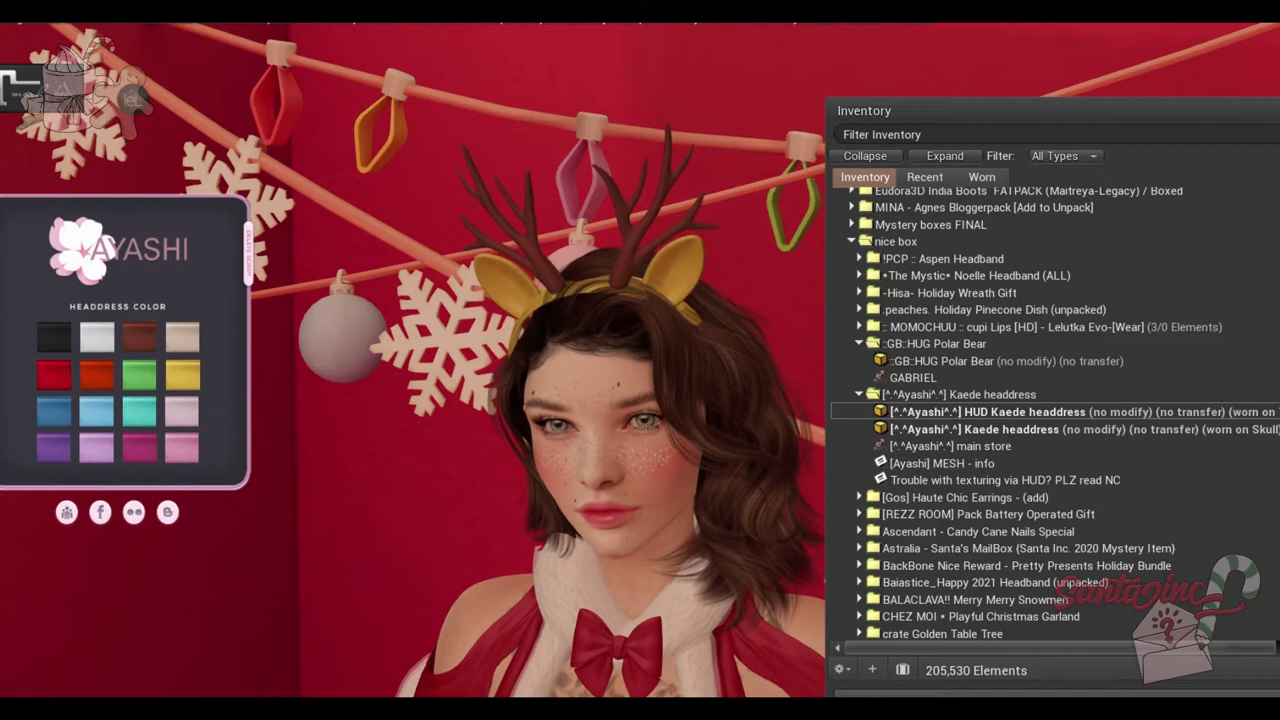 AYASHI
DELETE SCRIPT
HEADDRESS COLOR
Inventory
Filter Inventory
Collapse
Expand
Filter:
All Types
Inventory
Recent
Worn
Eudora3D India Boots FATPACK (Maitreya-Legacy) / Boxed
MINA - Agnes Bloggerpack [Add to Unpack]
Mystery boxes FINAL
nice box
!PCP :: Aspen Headband
*The Mystic* Noelle Headband (ALL)
-Hisa- Holiday Wreath Gift
.peaches. Holiday Pinecone Dish (unpacked)
:: MOMOCHUU :: cupi Lips [HD] - Lelutka Evo-[Wear] (3/0 Elements)
::GB::HUG Polar Bear
::GB::HUG Polar Bear (no modify) (no transfer)
GABRIEL
[^.^Ayashi^.^] Kaede headdress
[^.^Ayashi^.^] HUD Kaede headdress (no modify) (no transfer) (worn on
[^.^Ayashi^.^] Kaede headdress (no modify) (no transfer) (worn on Skull
[^.^Ayashi^.^] main store
[Ayashi] MESH - info
Trouble with texturing via HUD? PLZ read NC
[Gos] Haute Chic Earrings - (add)
[REZZ ROOM] Pack Battery Operated Gift
Ascendant - Candy Cane Nails Special
Astralia - Santa's MailBox {Santa Inc. 2020 Mystery Item}
BackBone Nice Reward - Pretty Presents Holiday Bundle
Baiastice_Happy 2021 Headband (unpacked)
BALACLAVA!! Merry Merry Snowmen
CHEZ MOI • Playful Christmas Garland
crate Golden Table Tree
Santa inc
?
205,530 Elements